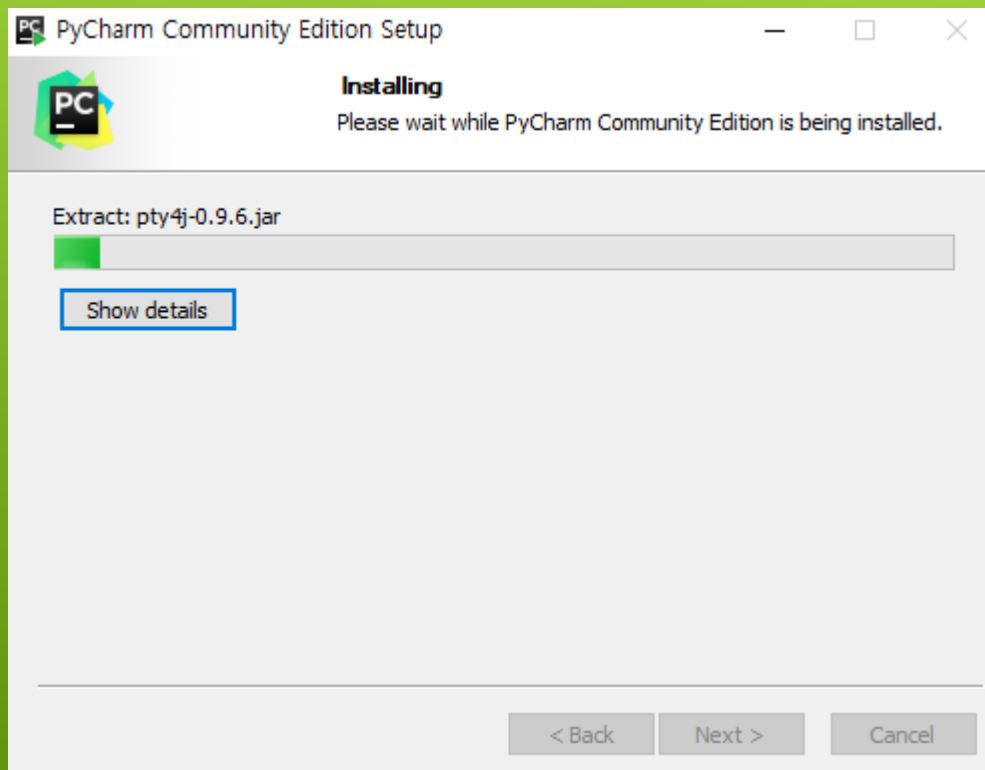 PC PyCharm Community Edition Setup
PC
Installing
Please wait while PyCharm Community Edition is being installed.
Extract: pty4j-0.9.6.jar
Show details
< Back Next > Cancel